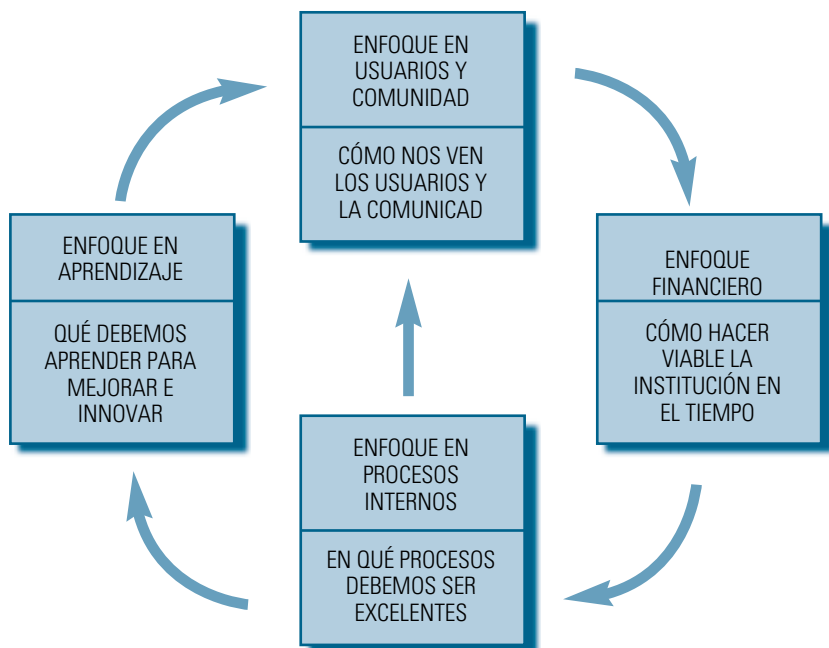 ENFOQUE EN
USUARIOS Y
COMUNIDAD
CÓMO NOS VEN
LOS USUARIOS Y
LA COMUNICAD
ENFOQUE EN
APRENDIZAJE
QUÉ DEBEMOS
APRENDER PARA
MEJORAR E
INNOVAR
ENFOQUE
FINANCIERO
CÓMO HACER
VIABLE LA
INSTITUCIÓN EN
EL TIEMPO
ENFOQUE EN
PROCESOS
INTERNOS
EN QUÉ PROCESOS
DEBEMOS SER
EXCELENTES